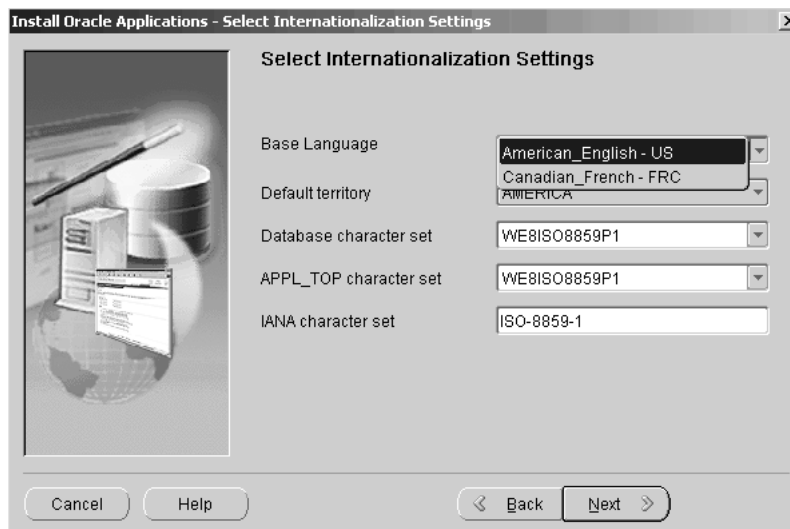 Install Oracle Applications - Select Internationalization Settings
Select Internationalization Settings
Base Language
American_English - US
Canadian_French - FRC
Default territory
AMERICA
Database character set
WE8ISO8859P1
APPL_TOP character set
WE8ISO8859P1
IANA character set
ISO-8859-1
Cancel
Help
Back
Next